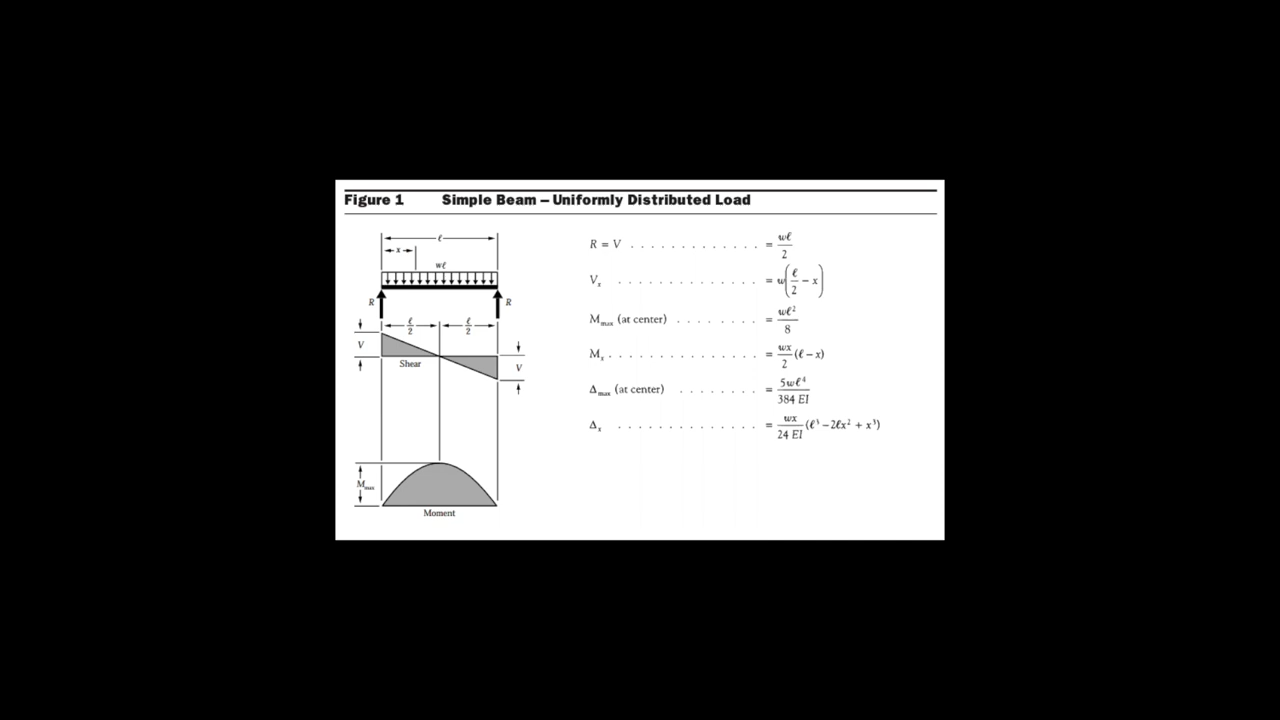 Figure 1 Simple Beam – Uniformly Distributed Load
ℓ
x
wℓ
R R
ℓ/2 ℓ/2
V
Shear
V
M max
Moment
R = V . . . . . . . . . . . . . = wℓ/2
Vx . . . . . . . . . . . . . = w(ℓ/2 − x)
Mmax (at center) . . . . . . . . = wℓ²/8
Mx . . . . . . . . . . . . . . = wx/2 (ℓ − x)
Δmax (at center) . . . . . . . . = 5wℓ⁴/384 EI
Δx . . . . . . . . . . . . . = wx/24 EI (ℓ³ − 2ℓx² + x³)